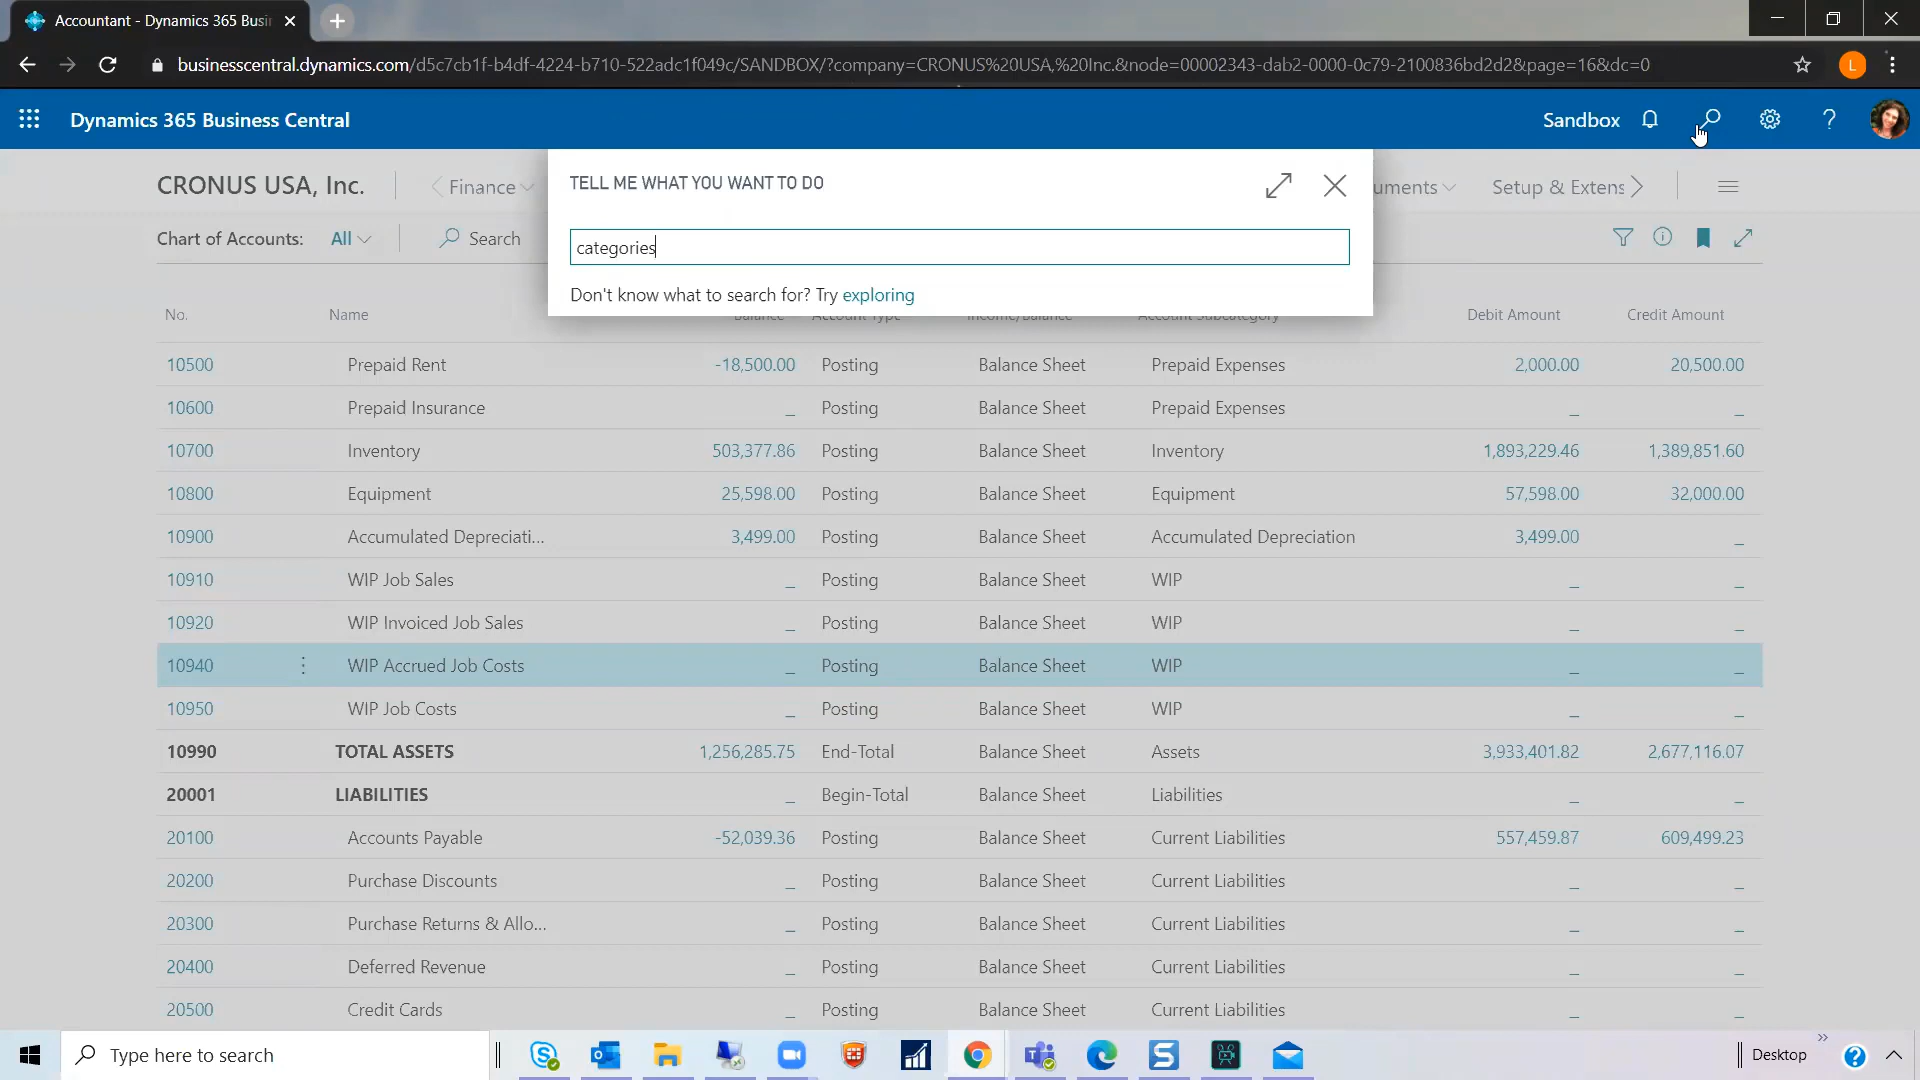 Accountant - Dynamics 365 Busi
businesscentral.dynamics.com/d5c7cb1f-b4df-4224-b710-522adc1f049c/SANDBOX/?company=CRONUS%20USA,%20Inc.&node=00002343-dab2-0000-0c79-2100836bd2d2&page=16&dc=0
L
Dynamics 365 Business Central
Sandbox
?
CRONUS USA, Inc.
Finance
TELL ME WHAT YOU WANT TO DO
uments
Setup & Extens
Chart of Accounts:
All
Search
categories
Don't know what to search for? Try exploring
No. Name Balance Account Type Income/Balance Account Subcategory Debit Amount Credit Amount
10500 Prepaid Rent -18,500.00 Posting Balance Sheet Prepaid Expenses 2,000.00 20,500.00
10600 Prepaid Insurance _ Posting Balance Sheet Prepaid Expenses _ _
10700 Inventory 503,377.86 Posting Balance Sheet Inventory 1,893,229.46 1,389,851.60
10800 Equipment 25,598.00 Posting Balance Sheet Equipment 57,598.00 32,000.00
10900 Accumulated Depreciati... 3,499.00 Posting Balance Sheet Accumulated Depreciation 3,499.00 _
10910 WIP Job Sales _ Posting Balance Sheet WIP _ _
10920 WIP Invoiced Job Sales _ Posting Balance Sheet WIP _ _
10940 WIP Accrued Job Costs _ Posting Balance Sheet WIP _ _
10950 WIP Job Costs _ Posting Balance Sheet WIP _ _
10990 TOTAL ASSETS 1,256,285.75 End-Total Balance Sheet Assets 3,933,401.82 2,677,116.07
20001 LIABILITIES _ Begin-Total Balance Sheet Liabilities _ _
20100 Accounts Payable -52,039.36 Posting Balance Sheet Current Liabilities 557,459.87 609,499.23
20200 Purchase Discounts _ Posting Balance Sheet Current Liabilities _ _
20300 Purchase Returns & Allo... _ Posting Balance Sheet Current Liabilities _ _
20400 Deferred Revenue _ Posting Balance Sheet Current Liabilities _ _
20500 Credit Cards _ Posting Balance Sheet Current Liabilities _ _
Type here to search
Desktop